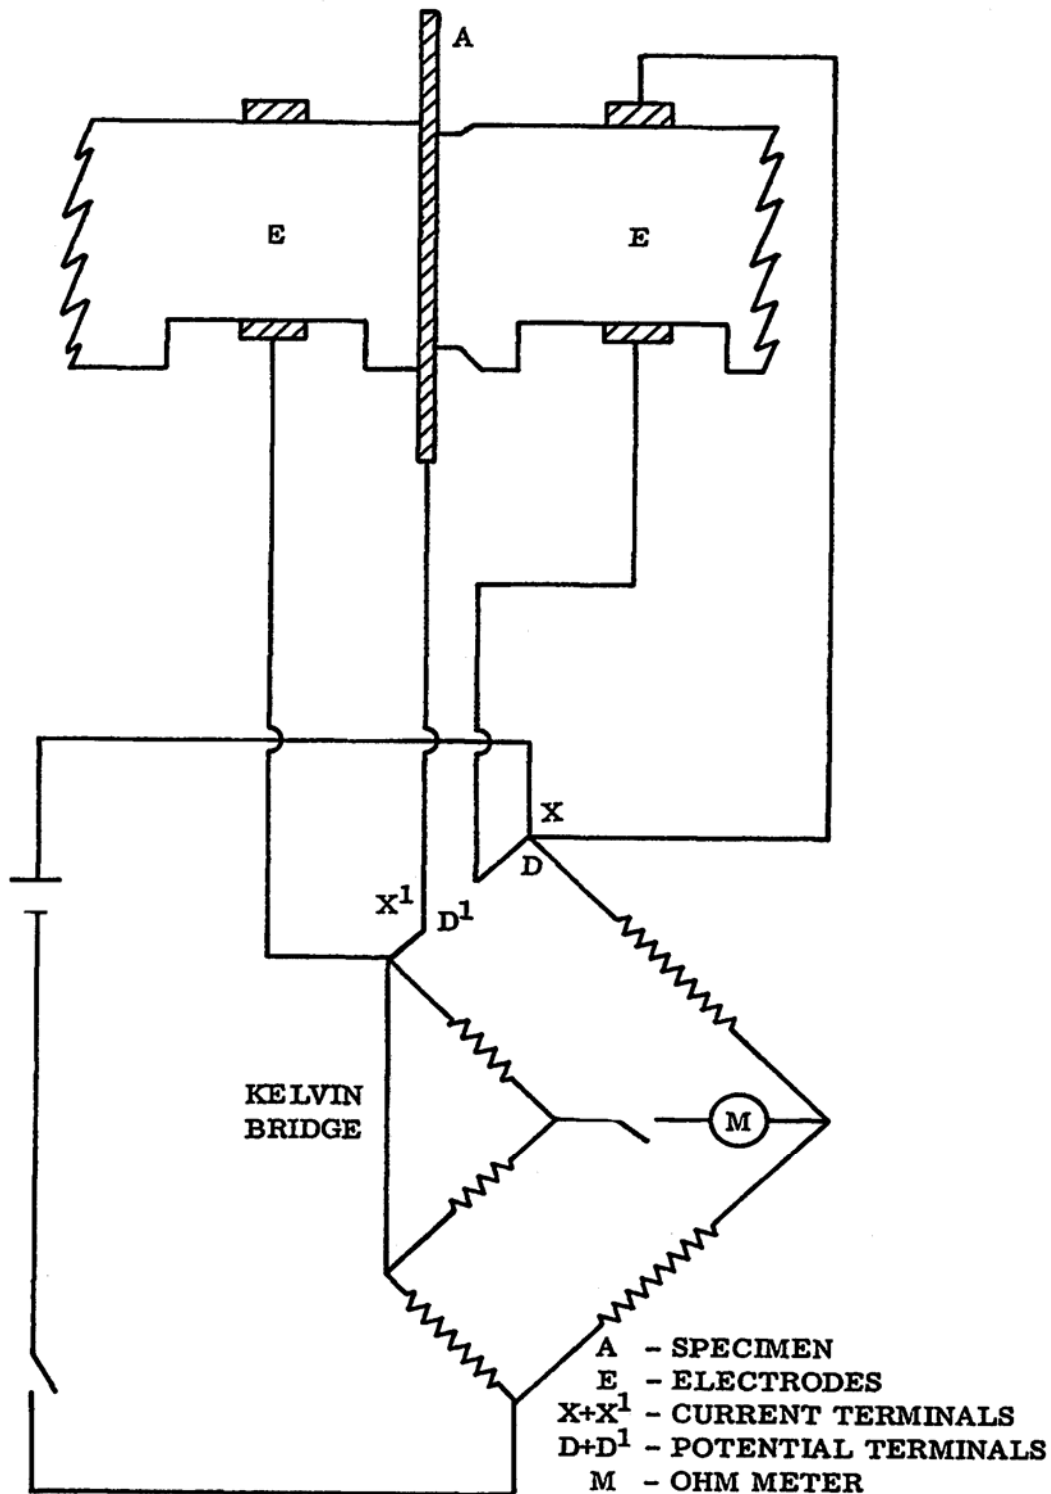 A
E
E
X
D
X¹
D¹
KELVIN
BRIDGE
M
A - SPECIMEN
E - ELECTRODES
X+X¹ - CURRENT TERMINALS
D+D¹ - POTENTIAL TERMINALS
M - OHM METER